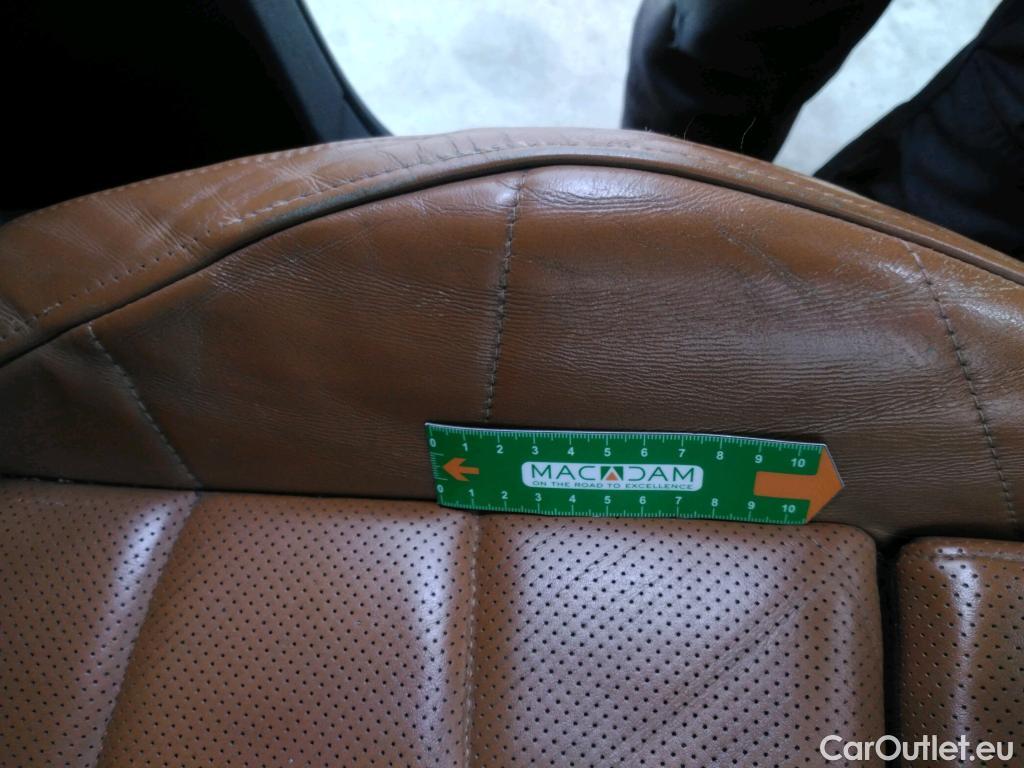 0 1 2 3 4 5 6 7 8 9 10
MACADAM
ON THE ROAD TO EXCELLENCE
0 1 2 3 4 5 6 7 8 9 10
CarOutlet.eu